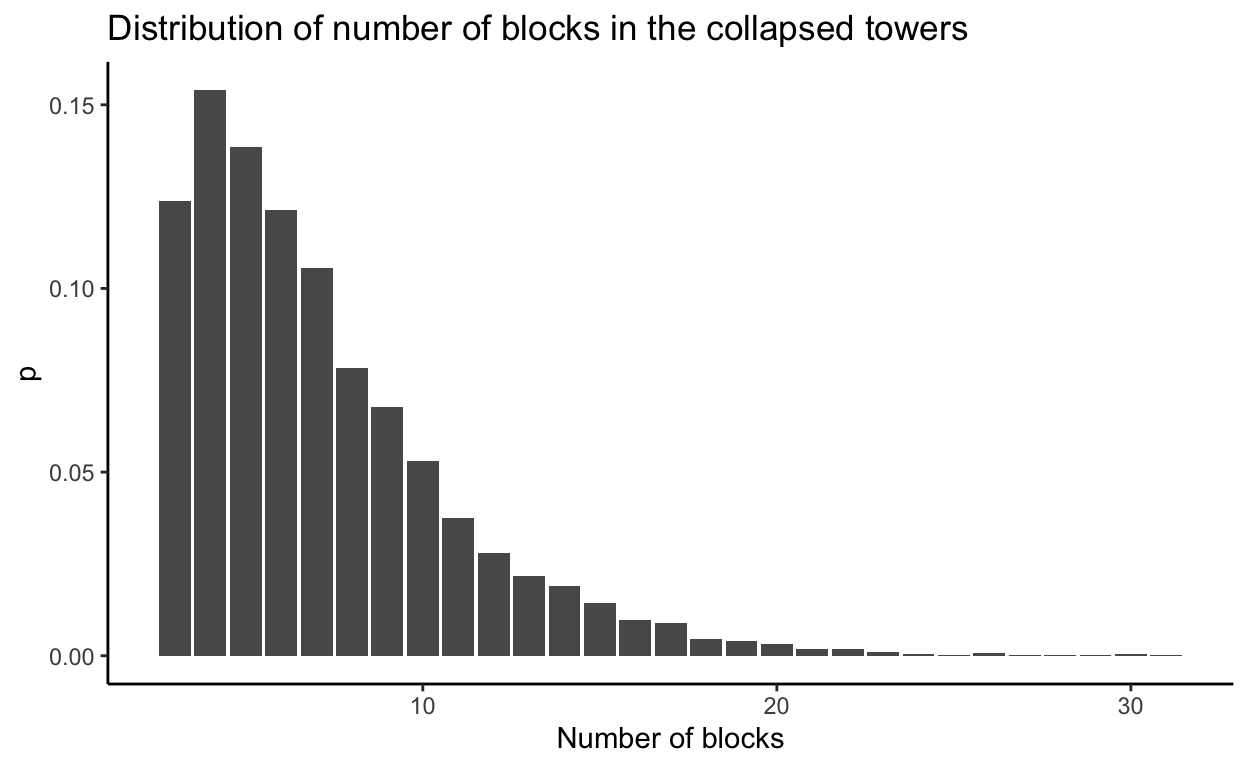 Distribution of number of blocks in the collapsed towers
0.15
0.10
0.05
0.00
p
10 20 30
Number of blocks